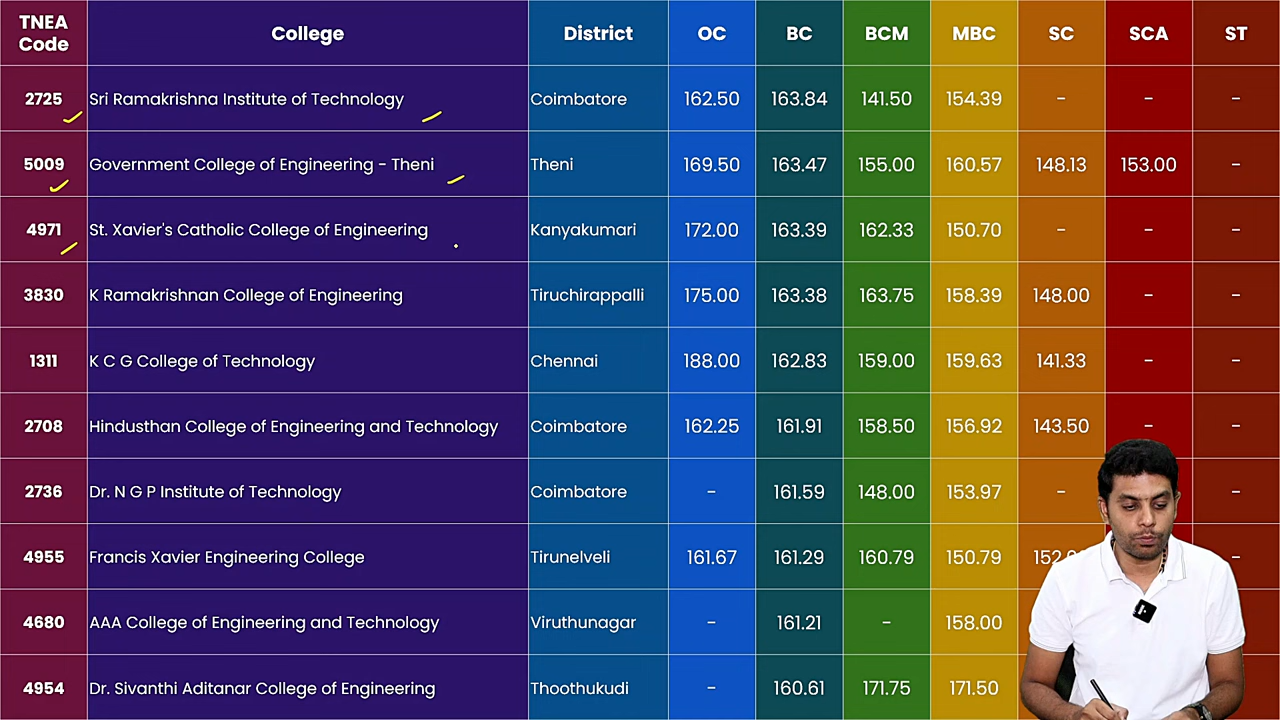 TNEA Code College District OC BC BCM MBC SC SCA ST
2725 Sri Ramakrishna Institute of Technology Coimbatore 162.50 163.84 141.50 154.39 - - -
5009 Government College of Engineering - Theni Theni 169.50 163.47 155.00 160.57 148.13 153.00 -
4971 St. Xavier's Catholic College of Engineering Kanyakumari 172.00 163.39 162.33 150.70 - - -
3830 K Ramakrishnan College of Engineering Tiruchirappalli 175.00 163.38 163.75 158.39 148.00 - -
1311 K C G College of Technology Chennai 188.00 162.83 159.00 159.63 141.33 - -
2708 Hindusthan College of Engineering and Technology Coimbatore 162.25 161.91 158.50 156.92 143.50 - -
2736 Dr. N G P Institute of Technology Coimbatore - 161.59 148.00 153.97 - -
4955 Francis Xavier Engineering College Tirunelveli 161.67 161.29 160.79 150.79 -
4680 AAA College of Engineering and Technology Viruthunagar - 161.21 - 158.00
4954 Dr. Sivanthi Aditanar College of Engineering Thoothukudi - 160.61 171.75 171.50